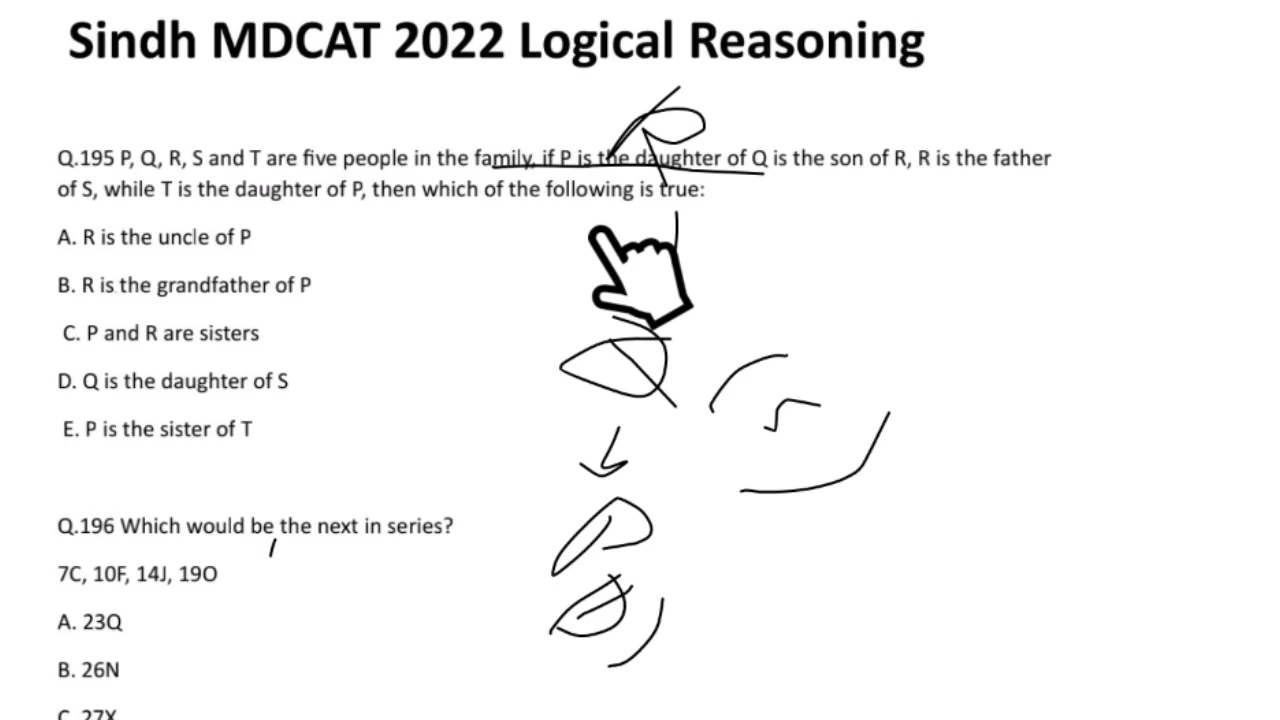 Sindh MDCAT 2022 Logical Reasoning
R
Q.195 P, Q, R, S and T are five people in the family, if P is the daughter of Q is the son of R, R is the father
of S, while T is the daughter of P, then which of the following is true:
A. R is the uncle of P
B. R is the grandfather of P
C. P and R are sisters
D. Q is the daughter of S
E. P is the sister of T
Q
S
P
Q.196 Which would be the next in series?
7C, 10F, 14J, 19O
A. 23Q
B. 26N
C. 27X